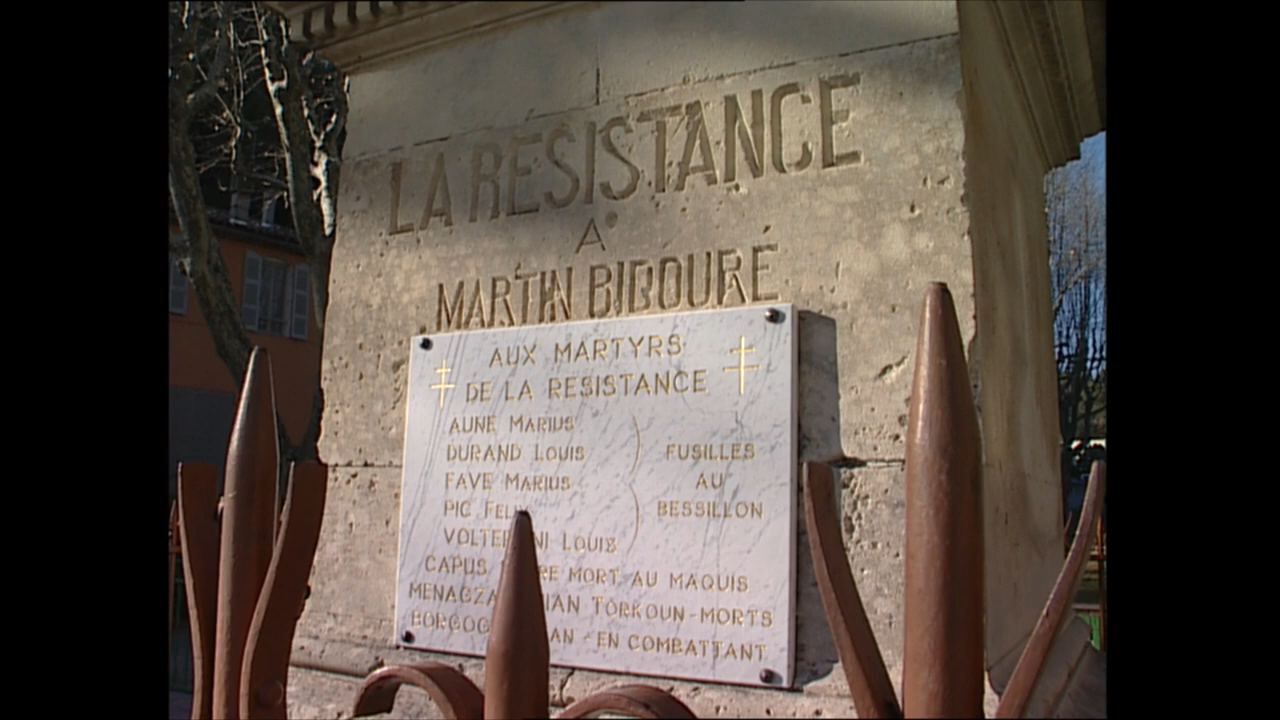 LA RESISTANCE
A
MARTIN BIDOURÉ
AUX MARTYRS
DE LA RESISTANCE
AUNE MARIUS
DURAND LOUIS
FAVE MARIUS
PIC
FUSILLES
AU
BESSILLON
LOUIS
CAPUS MORT AU MAQUIS
TORKOUN-MORTS
EN COMBATTANT